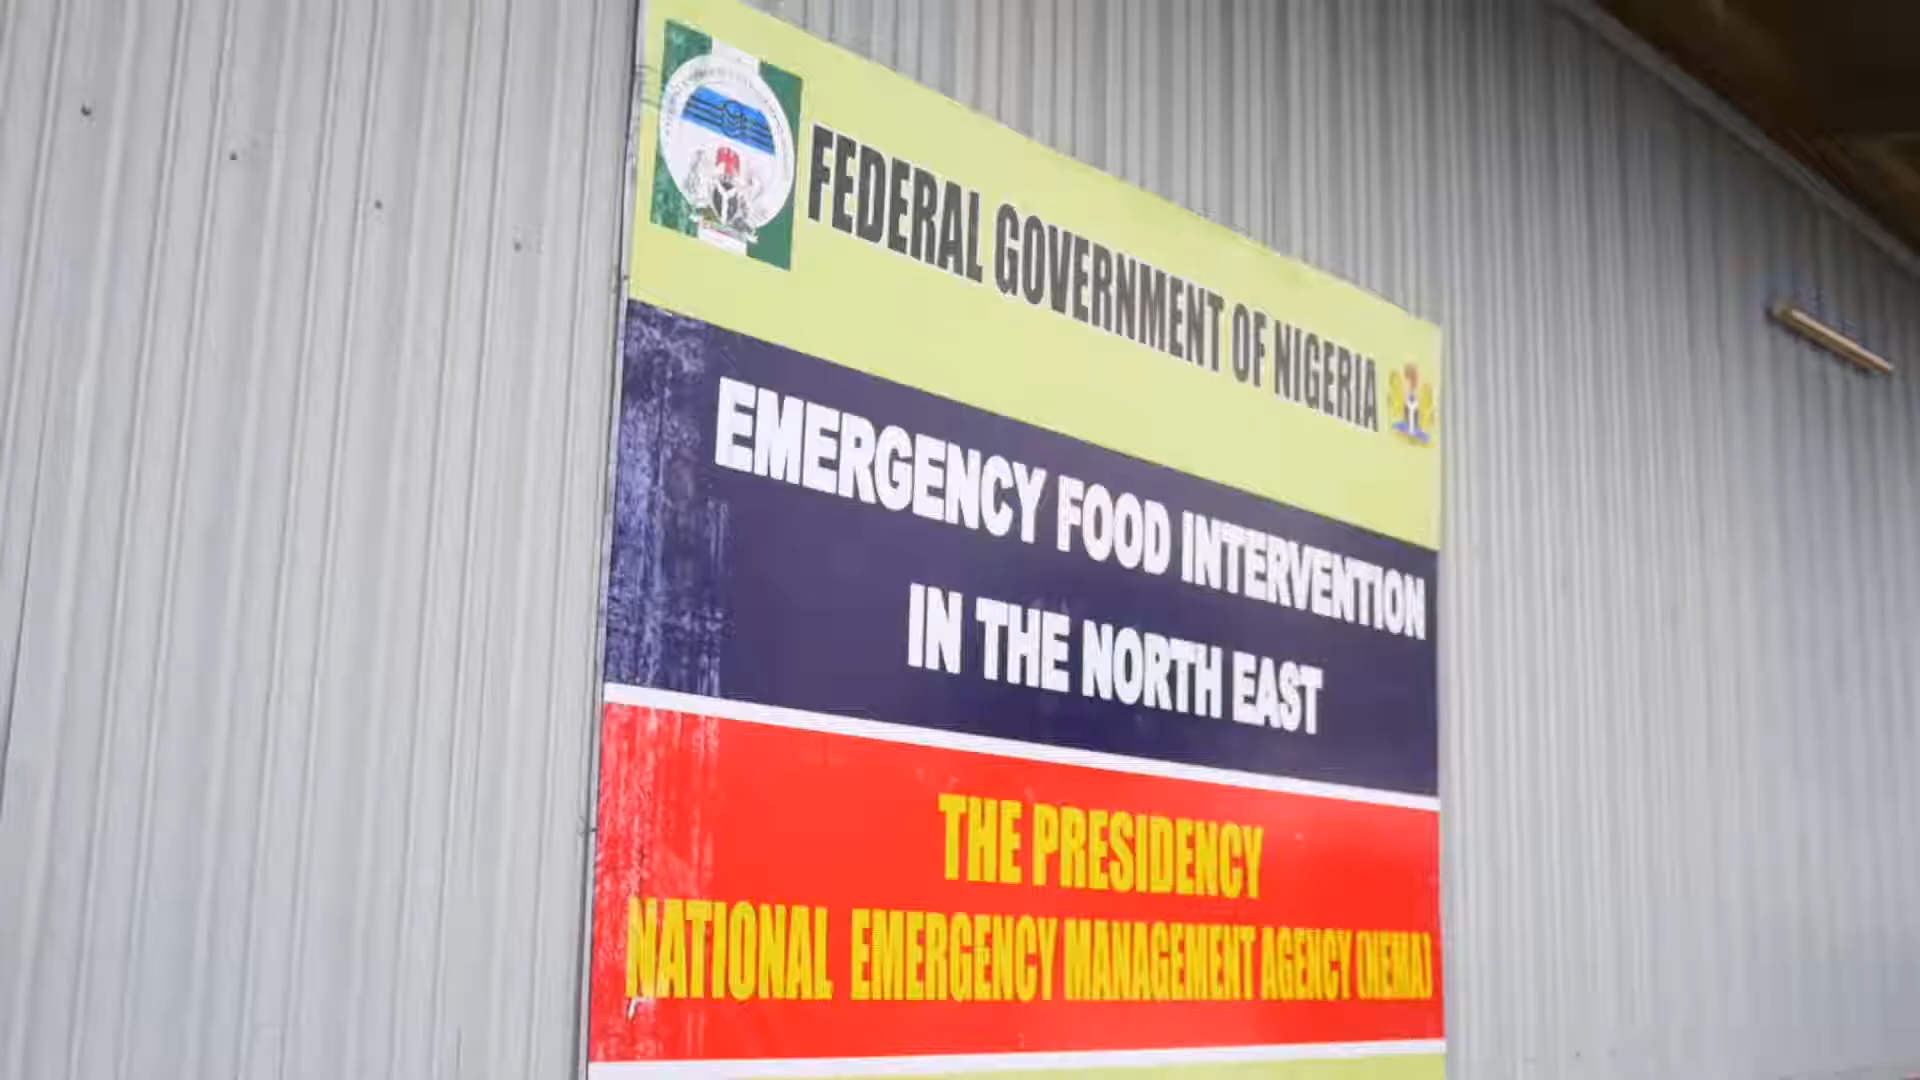 FEDERAL GOVERNMENT OF NIGERIA
EMERGENCY FOOD INTERVENTION
IN THE NORTH EAST
THE PRESIDENCY
NATIONAL EMERGENCY MANAGEMENT AGENCY (NEMA)